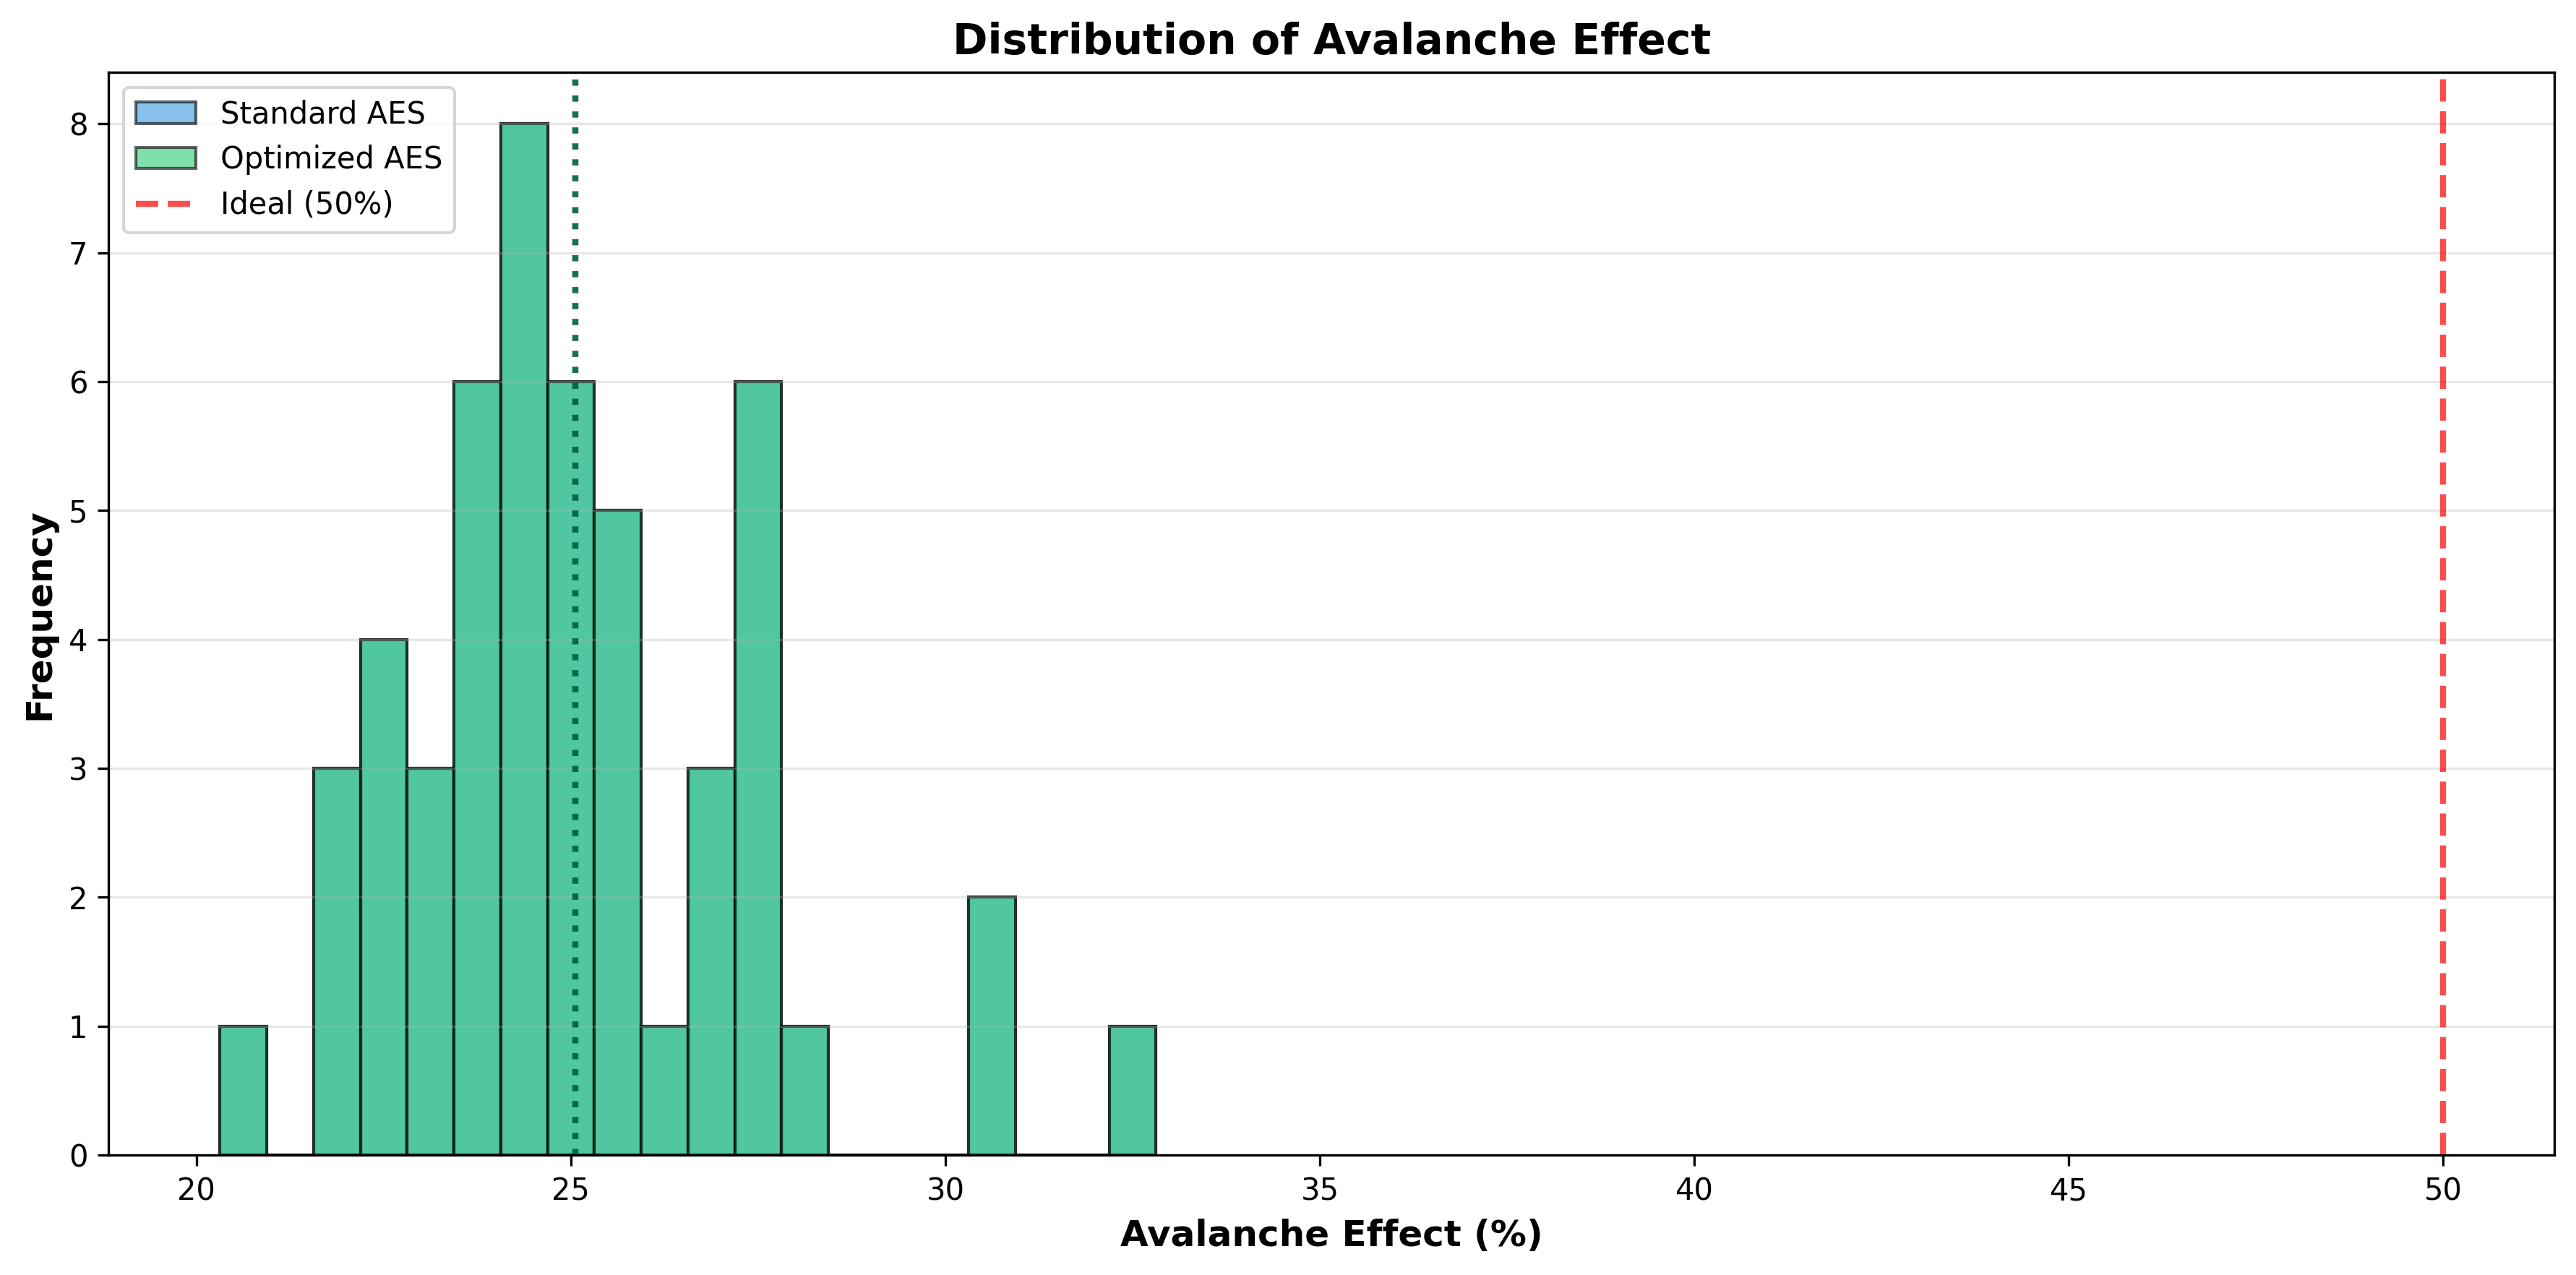 Distribution of Avalanche Effect
Standard AES
Optimized AES
Ideal (50%)
8
7
6
5
4
3
2
1
0
Frequency
20 25 30 35 40 45 50
Avalanche Effect (%)